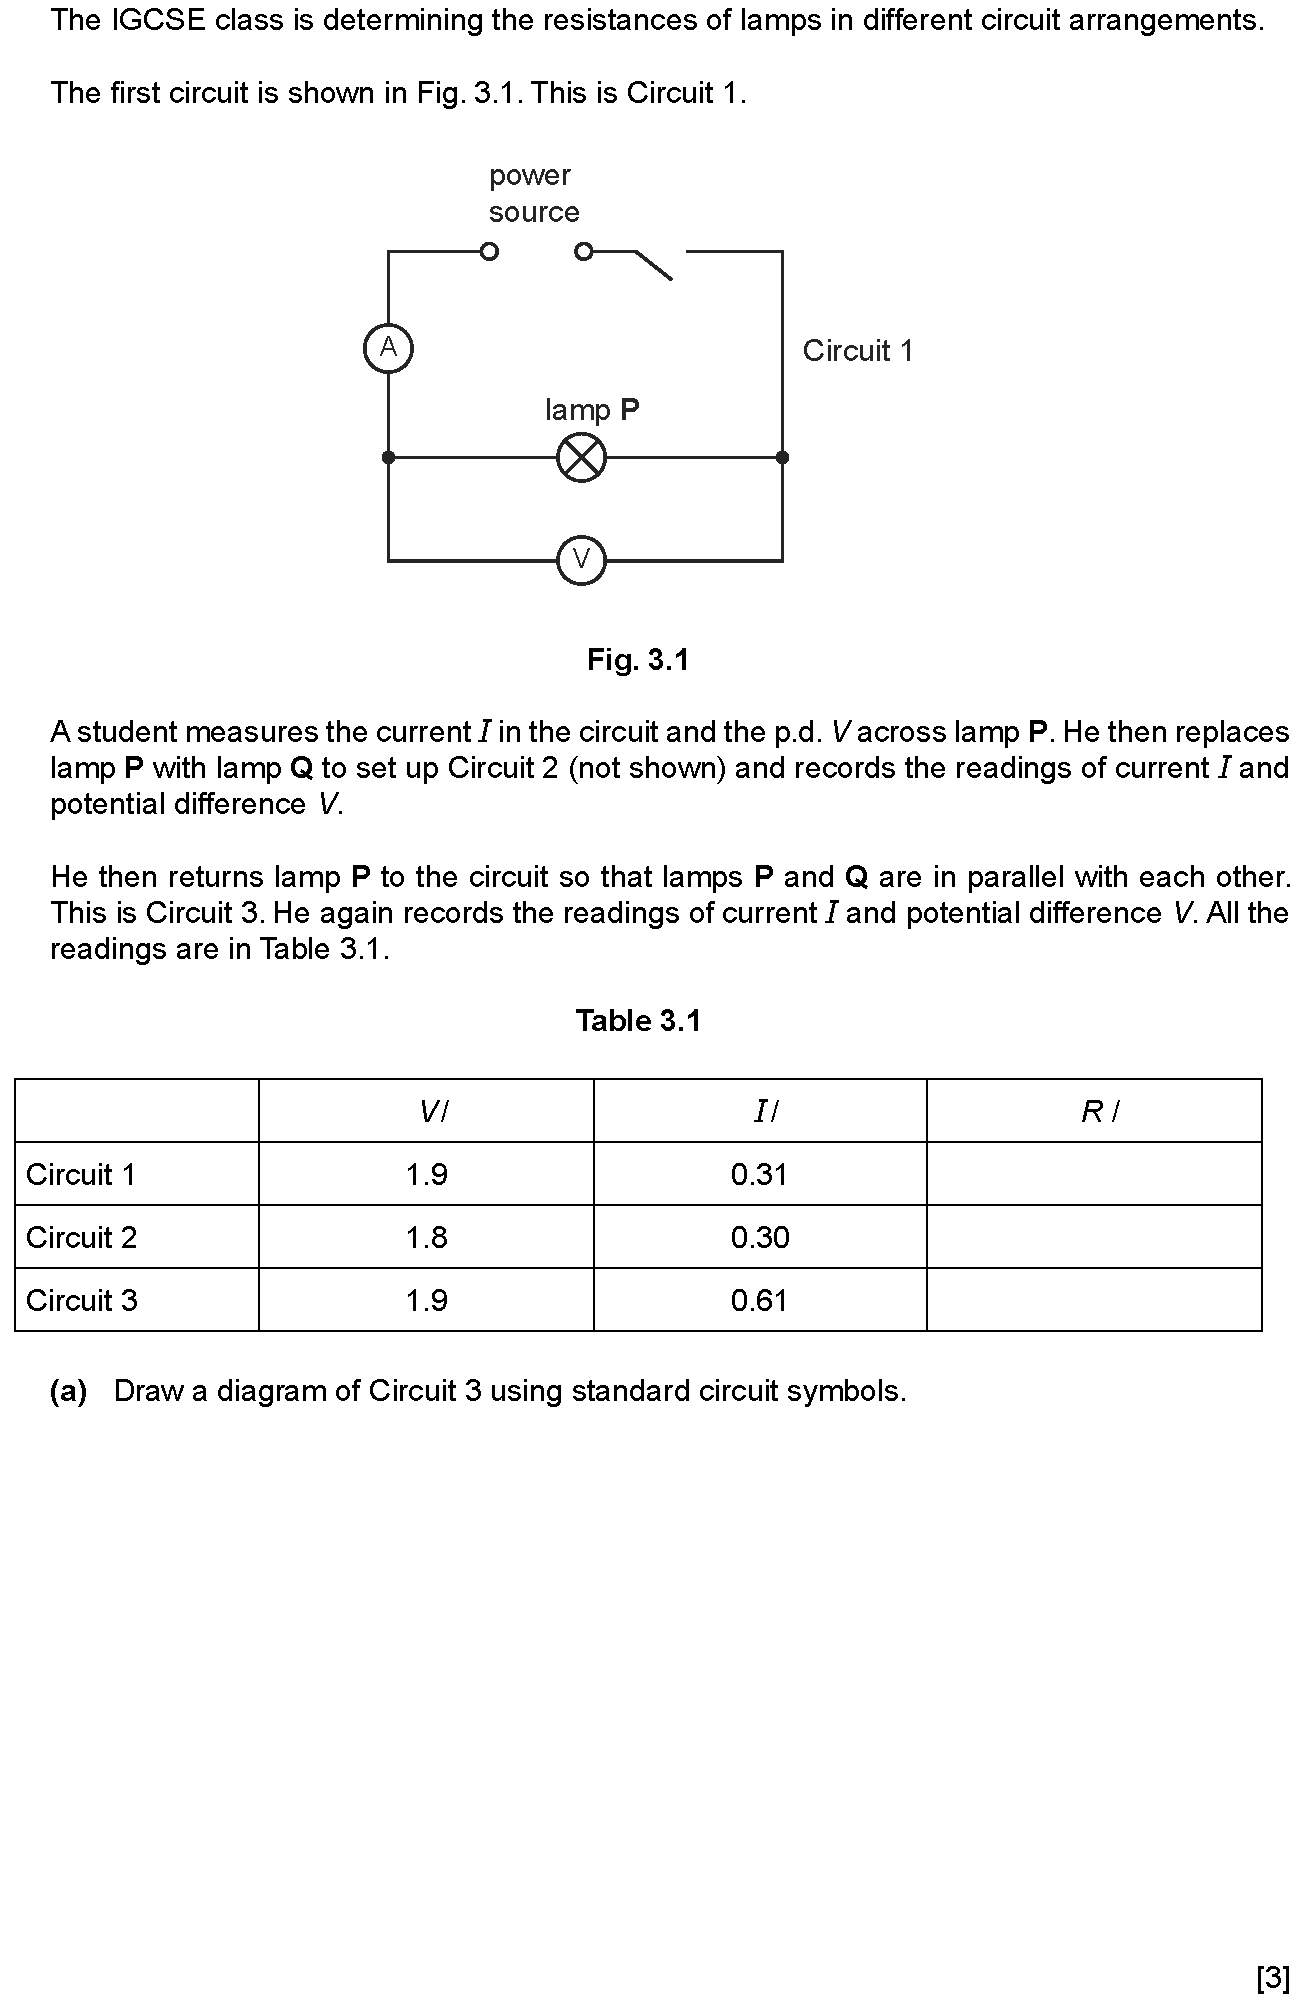 The IGCSE class is determining the resistances of lamps in different circuit arrangements.
The first circuit is shown in Fig. 3.1. This is Circuit 1.
power
source
A
Circuit 1
lamp P
V
Fig. 3.1
A student measures the current I in the circuit and the p.d. V across lamp P. He then replaces
lamp P with lamp Q to set up Circuit 2 (not shown) and records the readings of current I and
potential difference V.
He then returns lamp P to the circuit so that lamps P and Q are in parallel with each other.
This is Circuit 3. He again records the readings of current I and potential difference V. All the
readings are in Table 3.1.
Table 3.1
V/ I/ R/
Circuit 1 1.9 0.31
Circuit 2 1.8 0.30
Circuit 3 1.9 0.61
(a) Draw a diagram of Circuit 3 using standard circuit symbols.
[3]